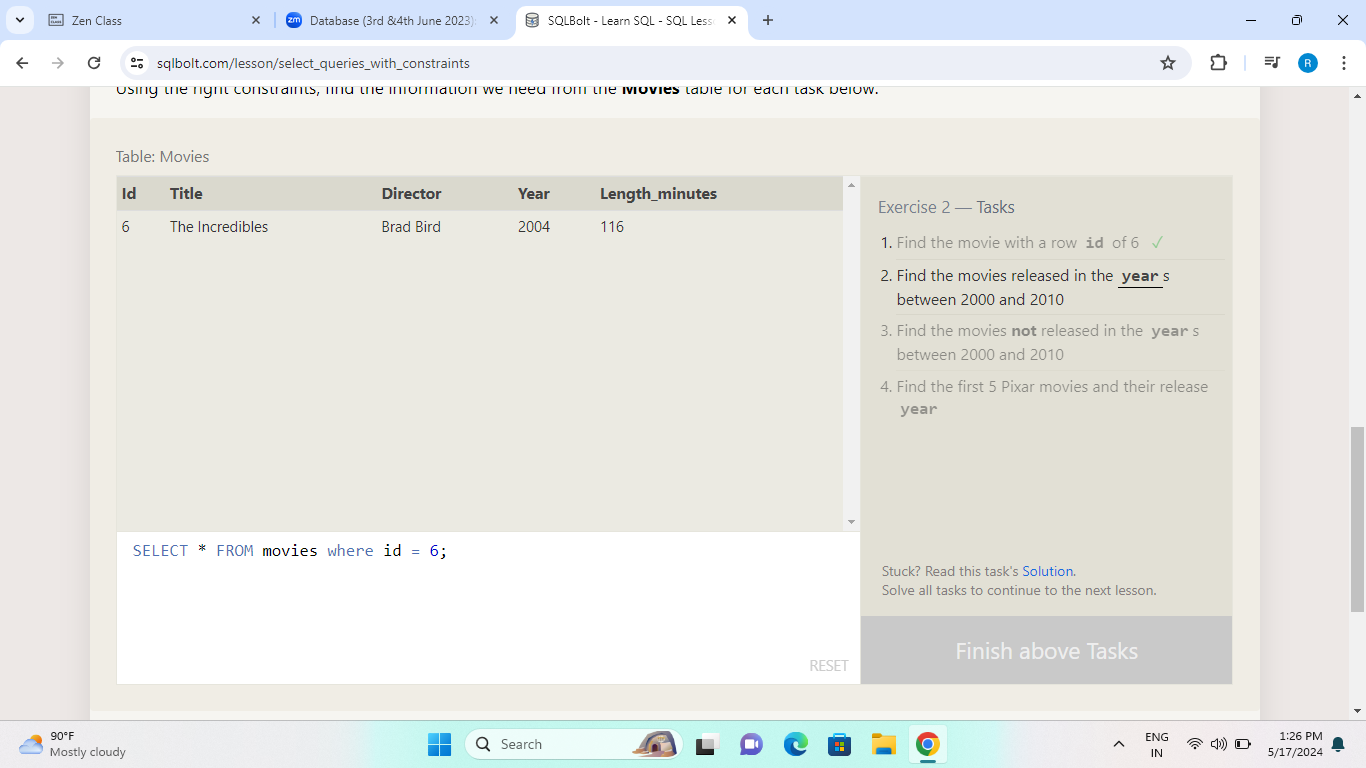 Zen Class
Database (3rd &4th June 2023):
SQLBolt - Learn SQL - SQL Less
sqlbolt.com/lesson/select_queries_with_constraints
R
Using the right constraints, find the information we need from the Movies table for each task below.
Table: Movies
Id Title Director Year Length_minutes
6 The Incredibles Brad Bird 2004 116
Exercise 2 — Tasks
1. Find the movie with a row id of 6 ✓
2. Find the movies released in the year s
between 2000 and 2010
3. Find the movies not released in the year s
between 2000 and 2010
4. Find the first 5 Pixar movies and their release
year
SELECT * FROM movies where id = 6;
RESET
Stuck? Read this task's Solution.
Solve all tasks to continue to the next lesson.
Finish above Tasks
90°F
Mostly cloudy
Search
ENG
IN
1:26 PM
5/17/2024